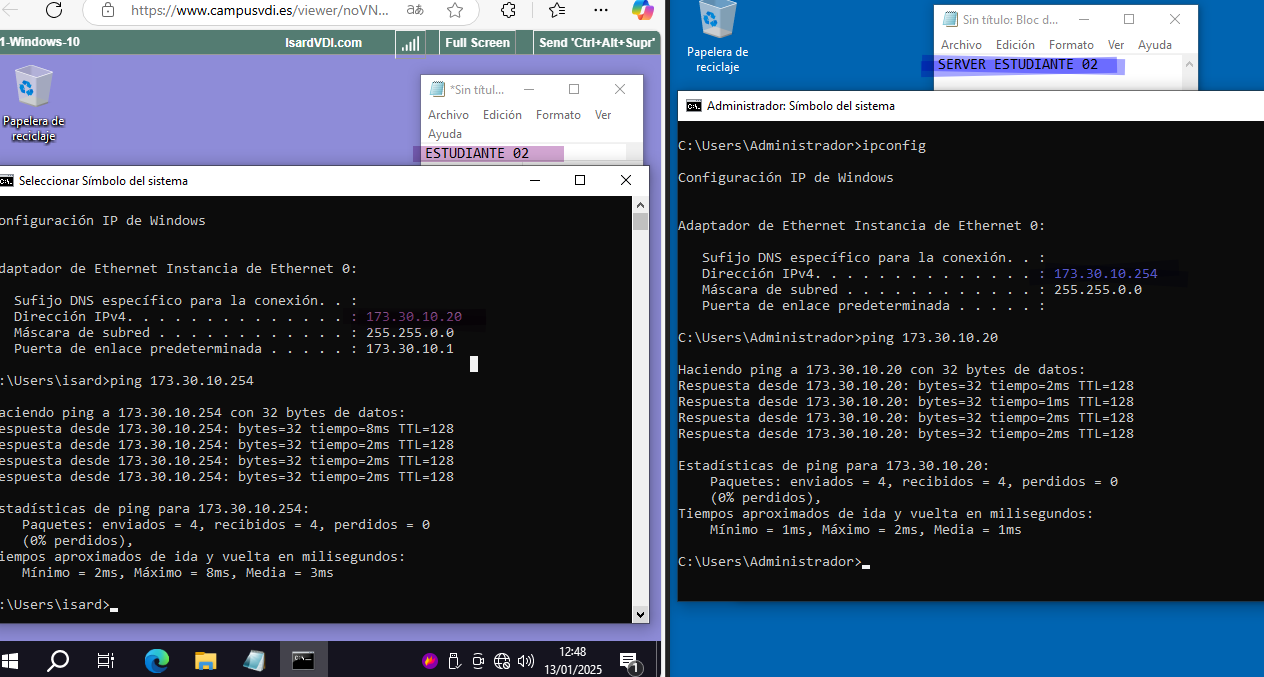 https://www.campusvdi.es/viewer/noVN...
1-Windows-10
IsardVDI.com
Full Screen
Send 'Ctrl+Alt+Supr'
Papelera de
reciclaje
*Sin títul...
Archivo Edición Formato Ver
Ayuda
ESTUDIANTE 02
Seleccionar Símbolo del sistema
onfiguración IP de Windows
daptador de Ethernet Instancia de Ethernet 0:
Sufijo DNS específico para la conexión. . :
Dirección IPv4. . . . . . . . . . . . . . : 173.30.10.20
Máscara de subred . . . . . . . . . . . . : 255.255.0.0
Puerta de enlace predeterminada . . . . . : 173.30.10.1
:\Users\isard>ping 173.30.10.254
aciendo ping a 173.30.10.254 con 32 bytes de datos:
espuesta desde 173.30.10.254: bytes=32 tiempo=8ms TTL=128
espuesta desde 173.30.10.254: bytes=32 tiempo=2ms TTL=128
espuesta desde 173.30.10.254: bytes=32 tiempo=2ms TTL=128
espuesta desde 173.30.10.254: bytes=32 tiempo=2ms TTL=128
stadísticas de ping para 173.30.10.254:
Paquetes: enviados = 4, recibidos = 4, perdidos = 0
(0% perdidos),
iempos aproximados de ida y vuelta en milisegundos:
Mínimo = 2ms, Máximo = 8ms, Media = 3ms
:\Users\isard>
12:48
13/01/2025
1
Papelera de
reciclaje
Sin título: Bloc d...
Archivo Edición Formato Ver Ayuda
SERVER ESTUDIANTE 02
Administrador: Símbolo del sistema
C:\Users\Administrador>ipconfig
Configuración IP de Windows
Adaptador de Ethernet Instancia de Ethernet 0:
Sufijo DNS específico para la conexión. . :
Dirección IPv4. . . . . . . . . . . . . . : 173.30.10.254
Máscara de subred . . . . . . . . . . . . : 255.255.0.0
Puerta de enlace predeterminada . . . . . :
C:\Users\Administrador>ping 173.30.10.20
Haciendo ping a 173.30.10.20 con 32 bytes de datos:
Respuesta desde 173.30.10.20: bytes=32 tiempo=2ms TTL=128
Respuesta desde 173.30.10.20: bytes=32 tiempo=1ms TTL=128
Respuesta desde 173.30.10.20: bytes=32 tiempo=2ms TTL=128
Respuesta desde 173.30.10.20: bytes=32 tiempo=2ms TTL=128
Estadísticas de ping para 173.30.10.20:
Paquetes: enviados = 4, recibidos = 4, perdidos = 0
(0% perdidos),
Tiempos aproximados de ida y vuelta en milisegundos:
Mínimo = 1ms, Máximo = 2ms, Media = 1ms
C:\Users\Administrador>